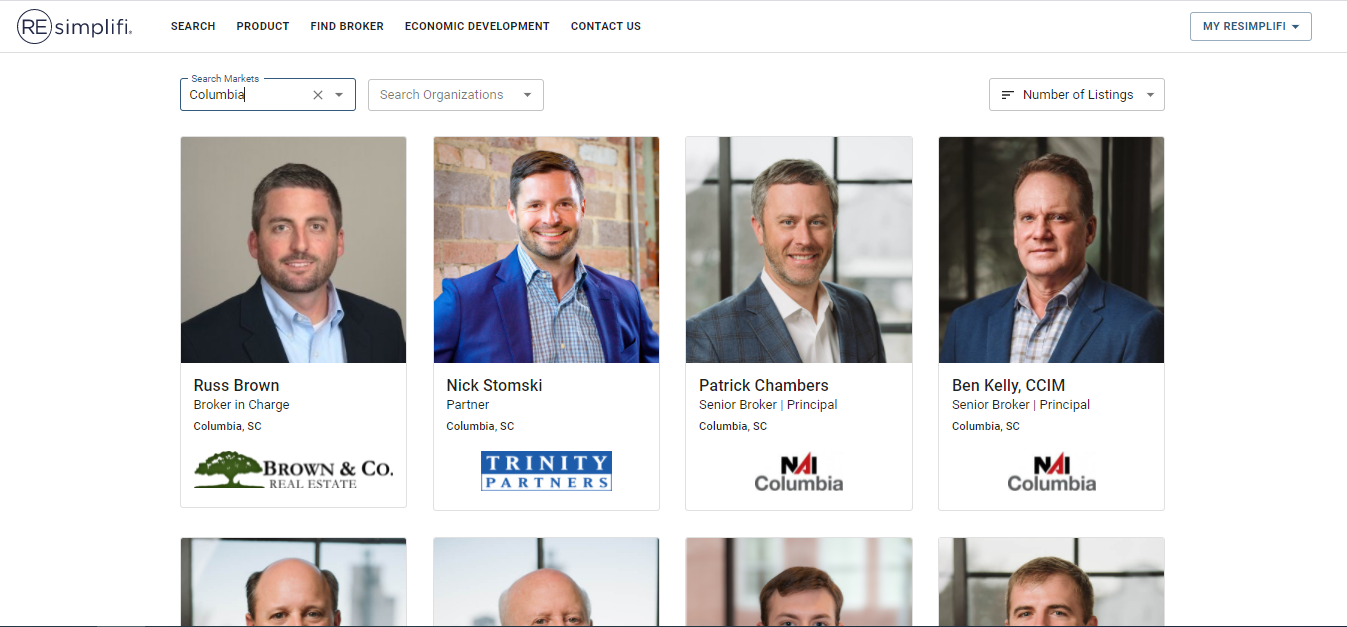 REsimplifi.
SEARCH
PRODUCT
FIND BROKER
ECONOMIC DEVELOPMENT
CONTACT US
MY RESIMPLIFI
Search Markets
Columbia
Search Organizations
Number of Listings
Russ Brown
Broker in Charge
Columbia, SC
BROWN & CO.
REAL ESTATE
Nick Stomski
Partner
Columbia, SC
TRINITY
PARTNERS
Patrick Chambers
Senior Broker | Principal
Columbia, SC
NAI
Columbia
Ben Kelly, CCIM
Senior Broker | Principal
Columbia, SC
NAI
Columbia